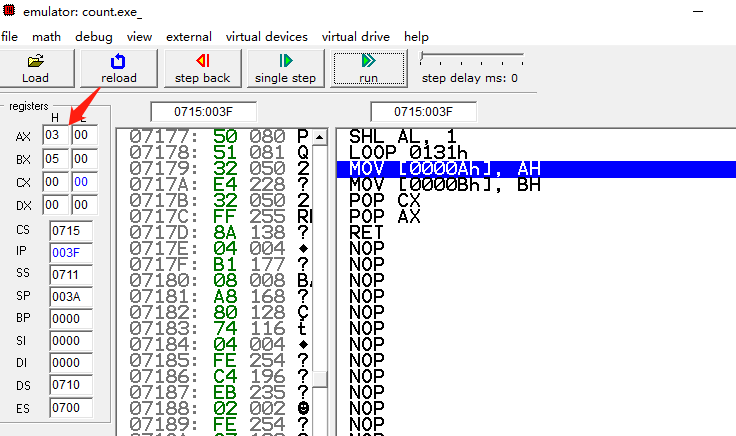 emulator: count.exe_
file math debug view external virtual devices virtual drive help
Load reload step back single step run step delay ms: 0
registers
H
0715:003F 0715:003F
AX 03 00
BX 05 00
CX 00 00
DX 00 00
CS 0715
IP 003F
SS 0711
SP 003A
BP 0000
SI 0000
DI 0000
DS 0710
ES 0700
07177: 50 080 P
07178: 51 081 Q
07179: 32 050 2
0717A: E4 228 ?
0717B: 32 050 2
0717C: FF 255 RE
0717D: 8A 138 ?
0717E: 04 004 ♦
0717F: B1 177 ?
07180: 08 008 BA
07181: A8 168 ?
07182: 80 128 Ç
07183: 74 116 t
07184: 04 004 ♦
07185: FE 254 ?
07186: C4 196 ?
07187: EB 235 ?
07188: 02 002 ☻
07189: FE 254 ?
SHL AL, 1
LOOP 0131h
MOV [0000Ah], AH
MOV [0000Bh], BH
POP CX
POP AX
RET
NOP
NOP
NOP
NOP
NOP
NOP
NOP
NOP
NOP
NOP
NOP
NOP